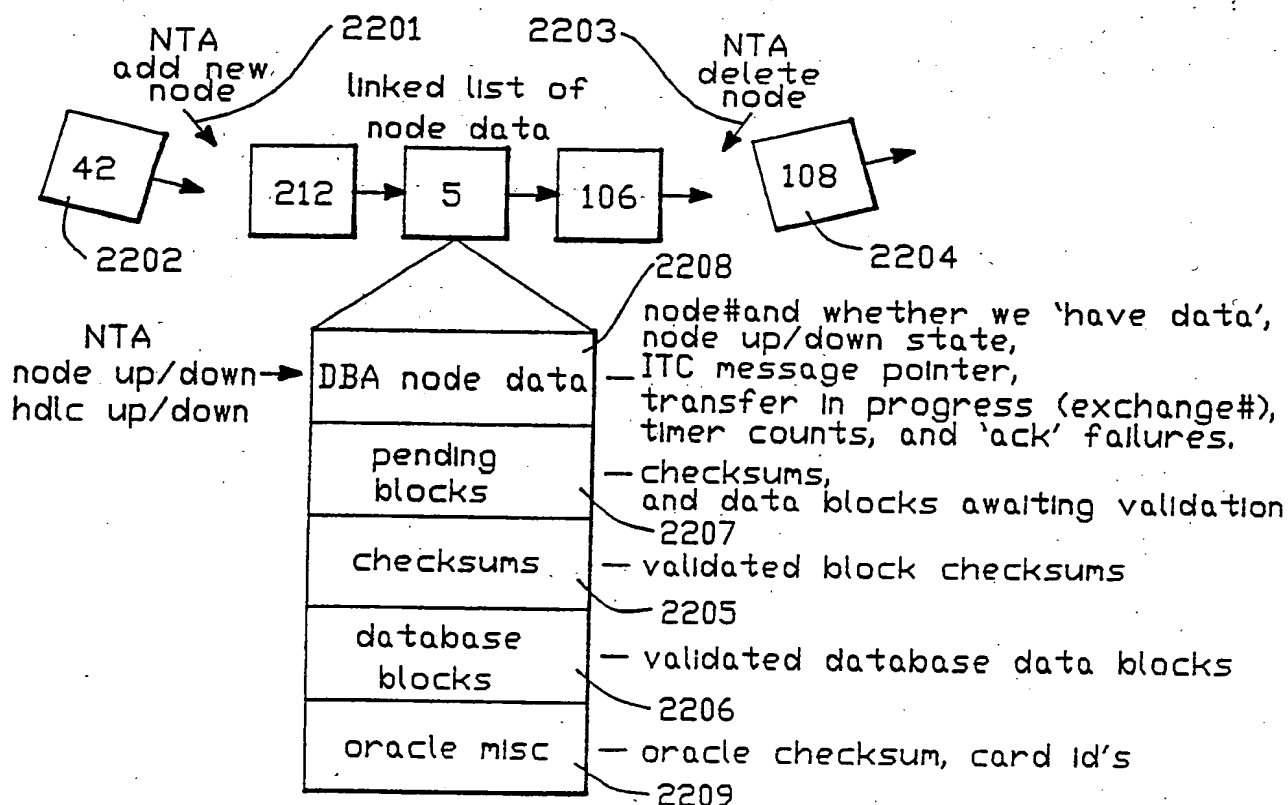 2201
2203
NTA
add new
node
linked list of
node data
NTA
delete
node
42
212
5
106
108
2202
2204
2208
NTA
node up/down
hdlc up/down
DBA node data
node#and whether we 'have data',
node up/down state,
ITC message pointer,
transfer in progress (exchange#),
timer counts, and 'ack' failures.
pending
blocks
checksums,
and data blocks awaiting validation
2207
checksums
validated block checksums
2205
database
blocks
validated database data blocks
2206
oracle misc
oracle checksum, card id's
2209